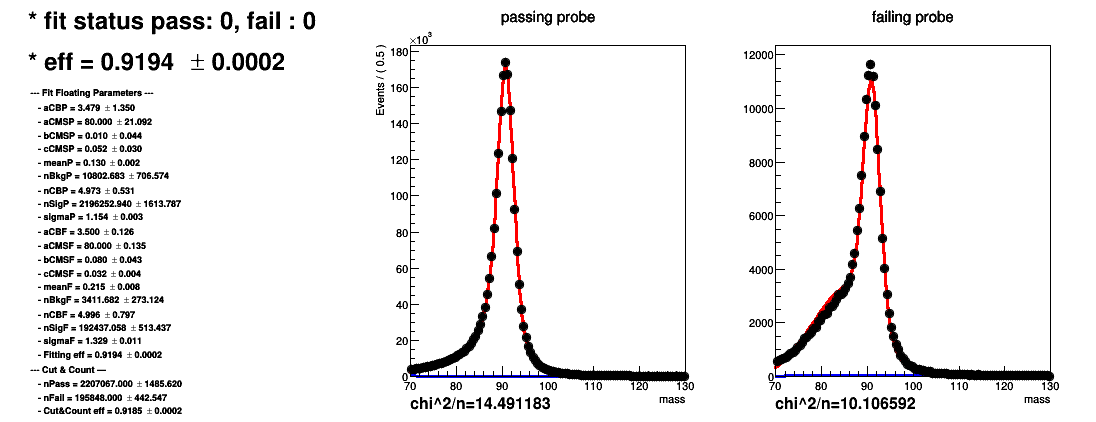 * fit status pass: 0, fail : 0
* eff = 0.9194 ± 0.0002
--- Fit Floating Parameters ---
- aCBP = 3.479 ± 1.350
- aCMSP = 80.000 ± 21.092
- bCMSP = 0.010 ± 0.044
- cCMSP = 0.052 ± 0.030
- meanP = 0.130 ± 0.002
- nBkgP = 10802.683 ± 706.574
- nCBP = 4.973 ± 0.531
- nSigP = 2196252.940 ± 1613.787
- sigmaP = 1.154 ± 0.003
- aCBF = 3.500 ± 0.126
- aCMSF = 80.000 ± 0.135
- bCMSF = 0.080 ± 0.043
- cCMSF = 0.032 ± 0.004
- meanF = 0.215 ± 0.008
- nBkgF = 3411.682 ± 273.124
- nCBF = 4.996 ± 0.797
- nSigF = 192437.058 ± 513.437
- sigmaF = 1.329 ± 0.011
- Fitting eff = 0.9194 ± 0.0002
--- Cut & Count ---
- nPass = 2207067.000 ± 1485.620
- nFail = 195848.000 ± 442.547
- Cut&Count eff = 0.9185 ± 0.0002
passing probe
×10³
Events / ( 0.5 )
180
160
140
120
100
80
60
40
20
0
70 80 90 100 110 120 130
mass
chi^2/n=14.491183
failing probe
12000
10000
8000
6000
4000
2000
0
70 80 90 100 110 120 130
mass
chi^2/n=10.106592